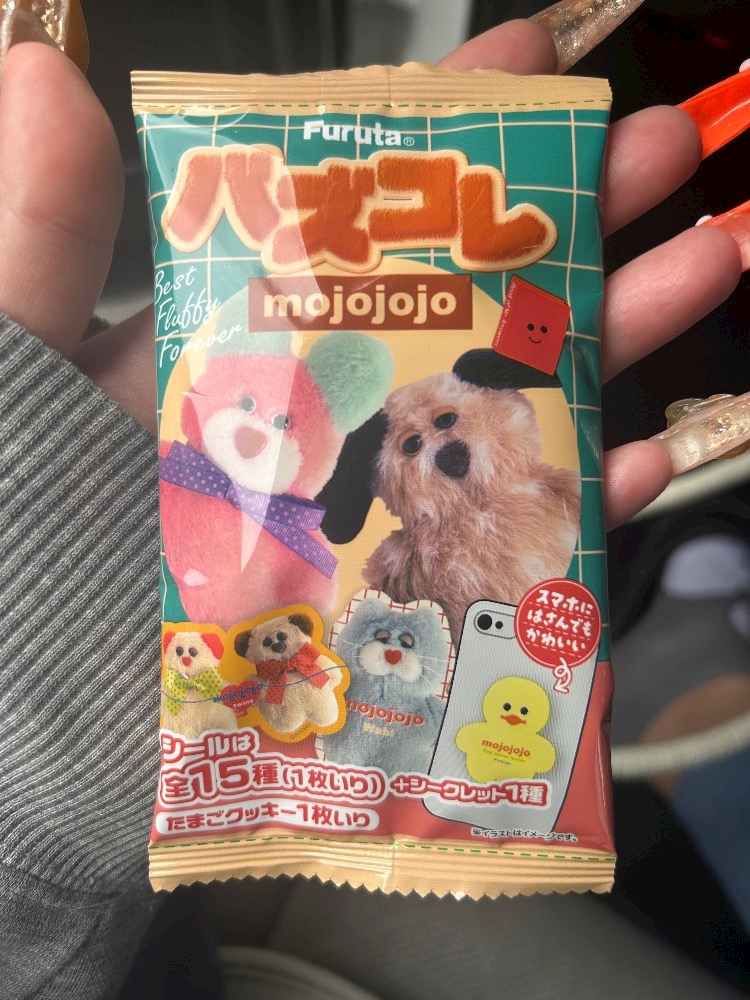 Furuta®
バズコレ
Best
Fluffy
Forever
mojojojo
スマホに
はさんでも
かわいい
mojojojo
twins
mojojojo
mojojojo
シールは
全15種(1枚いり)
+シークレット1種
たまごクッキー1枚いり
※イラストはイメージです。